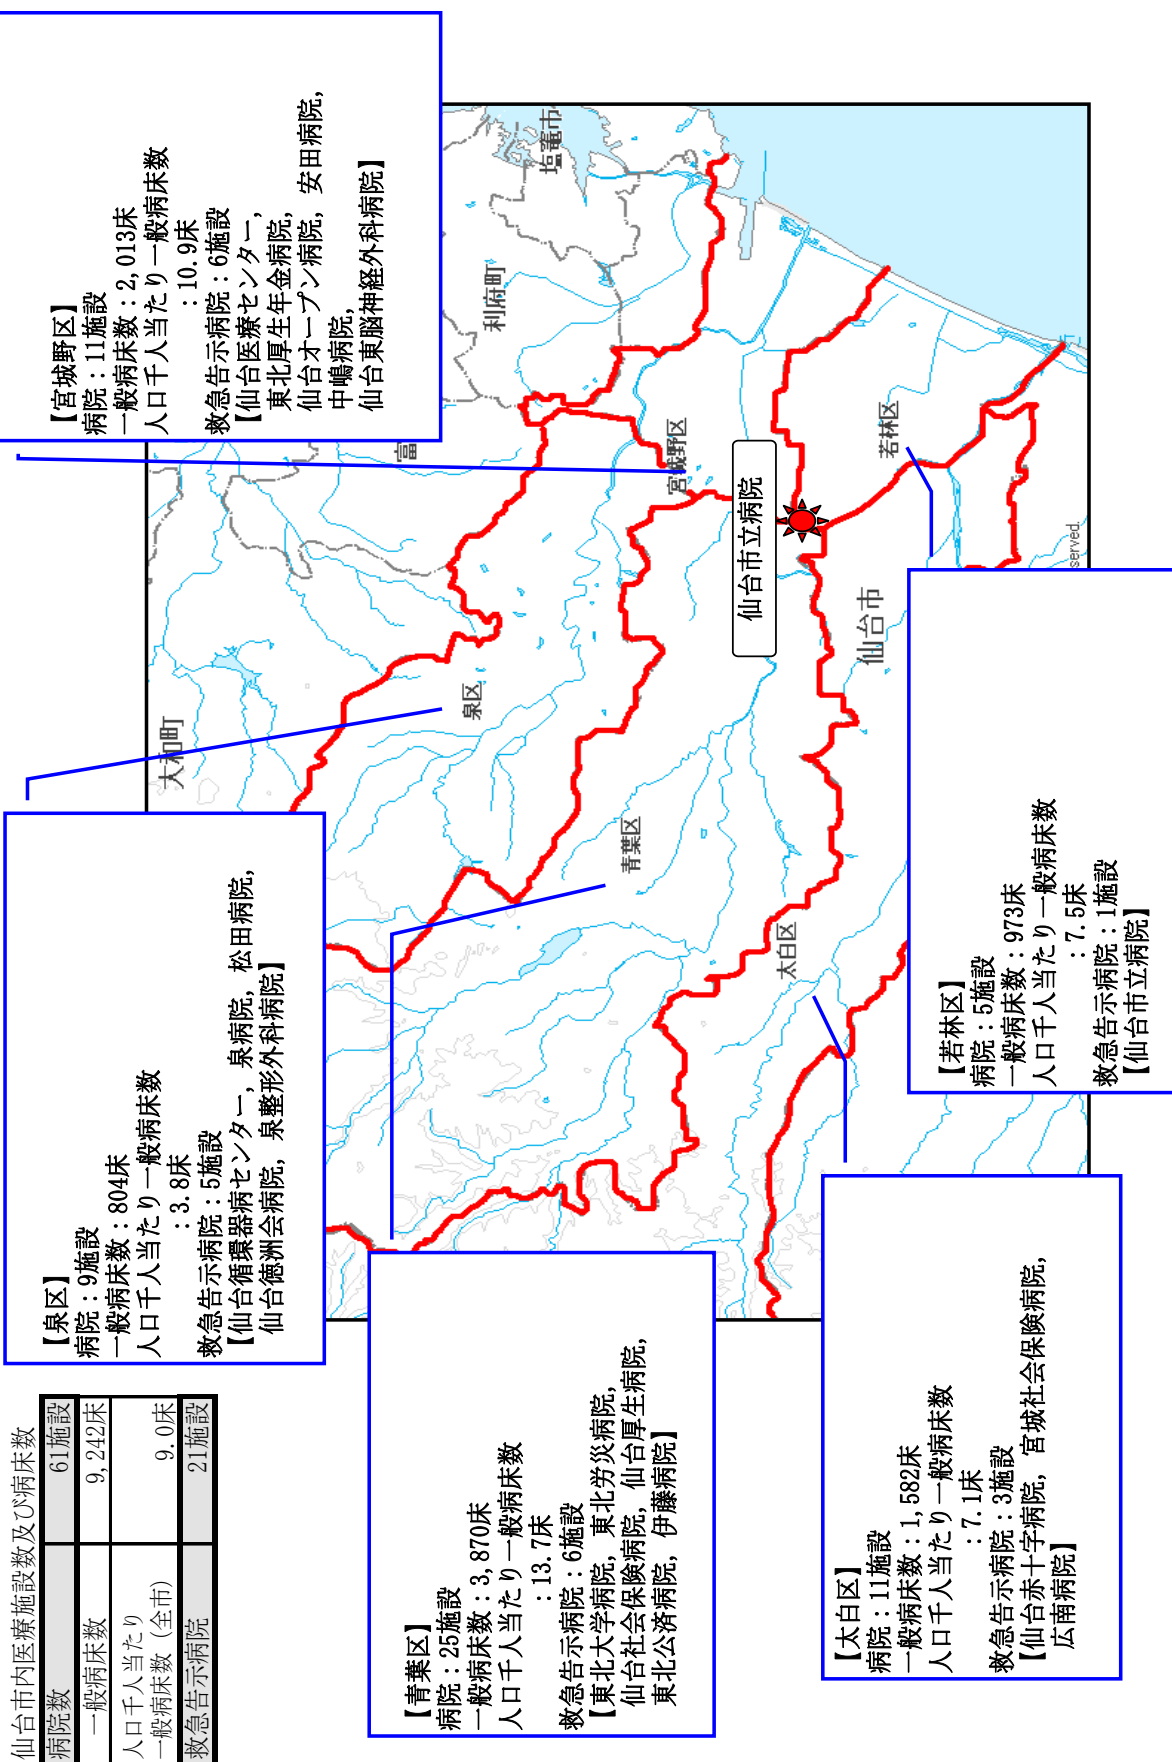 仙台市内医療施設数及び病床数
病院数 61施設
一般病床数 9,242床
人口千人当たり
一般病床数（全市） 9.0床
救急告示病院 21施設
【泉区】
病院：9施設
一般病床数：804床
人口千人当たり一般病床数
：3.8床
救急告示病院：5施設
【仙台循環器病センター，泉病院，松田病院，
仙台徳洲会病院，泉整形外科病院】
【宮城野区】
病院：11施設
一般病床数：2,013床
人口千人当たり一般病床数
：10.9床
救急告示病院：6施設
【仙台医療センター，
東北厚生年金病院，
仙台オープン病院，安田病院，
中嶋病院，
仙台東脳神経外科病院】
【青葉区】
病院：25施設
一般病床数：3,870床
人口千人当たり一般病床数
：13.7床
救急告示病院：6施設
【東北大学病院，東北労災病院，
仙台社会保険病院，仙台厚生病院，
東北公済病院，伊藤病院】
【太白区】
病院：11施設
一般病床数：1,582床
人口千人当たり一般病床数
：7.1床
救急告示病院：3施設
【仙台赤十字病院，宮城社会保険病院，
広南病院】
【若林区】
病院：5施設
一般病床数：973床
人口千人当たり一般病床数
：7.5床
救急告示病院：1施設
【仙台市立病院】
大和町
富
利府町
塩竈市
泉区
青葉区
宮城野区
仙台市立病院
太白区
仙台市
若林区
served.